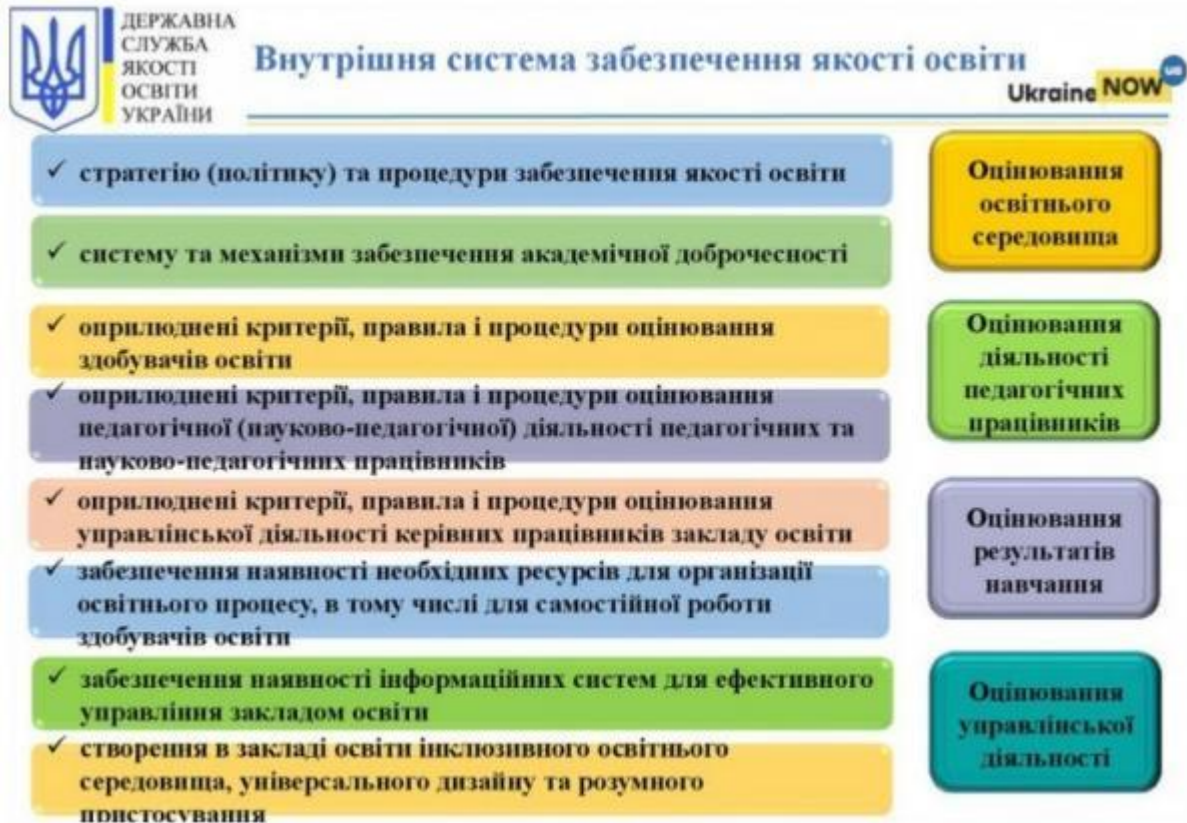 ДЕРЖАВНА
СЛУЖБА
ЯКОСТІ
ОСВІТИ
УКРАЇНИ
Внутрішня система забезпечення якості освіти
Ukraine NOW
UA
✓ стратегію (політику) та процедури забезпечення якості освіти
✓ систему та механізми забезпечення академічної доброчесності
✓ оприлюднені критерії, правила і процедури оцінювання
здобувачів освіти
✓ оприлюднені критерії, правила і процедури оцінювання
педагогічної (науково-педагогічної) діяльності педагогічних та
науково-педагогічних працівників
✓ оприлюднені критерії, правила і процедури оцінювання
управлінської діяльності керівних працівників закладу освіти
✓ забезпечення наявності необхідних ресурсів для організації
освітнього процесу, в тому числі для самостійної роботи
здобувачів освіти
✓ забезпечення наявності інформаційних систем для ефективного
управління закладом освіти
✓ створення в закладі освіти інклюзивного освітнього
середовища, універсального дизайну та розумного
пристосування
Оцінювання
освітнього
середовища
Оцінювання
діяльності
педагогічних
працівників
Оцінювання
результатів
навчання
Оцінювання
управлінської
діяльності